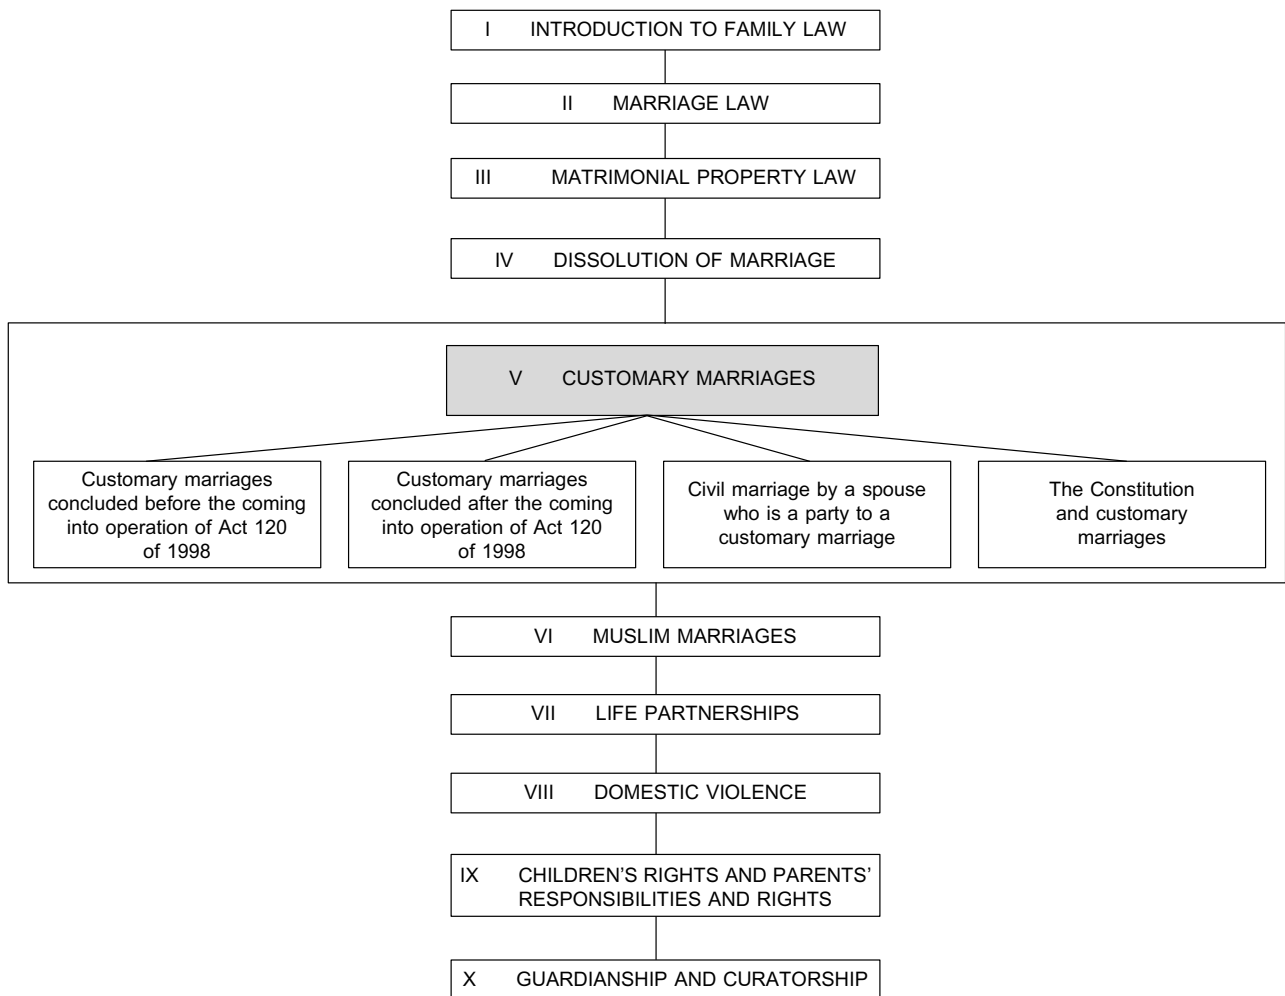 I INTRODUCTION TO FAMILY LAW
II MARRIAGE LAW
III MATRIMONIAL PROPERTY LAW
IV DISSOLUTION OF MARRIAGE
V CUSTOMARY MARRIAGES
Customary marriages
concluded before the coming
into operation of Act 120
of 1998
Customary marriages
concluded after the coming
into operation of Act 120
of 1998
Civil marriage by a spouse
who is a party to a
customary marriage
The Constitution
and customary
marriages
VI MUSLIM MARRIAGES
VII LIFE PARTNERSHIPS
VIII DOMESTIC VIOLENCE
IX CHILDREN’S RIGHTS AND PARENTS’
RESPONSIBILITIES AND RIGHTS
X GUARDIANSHIP AND CURATORSHIP